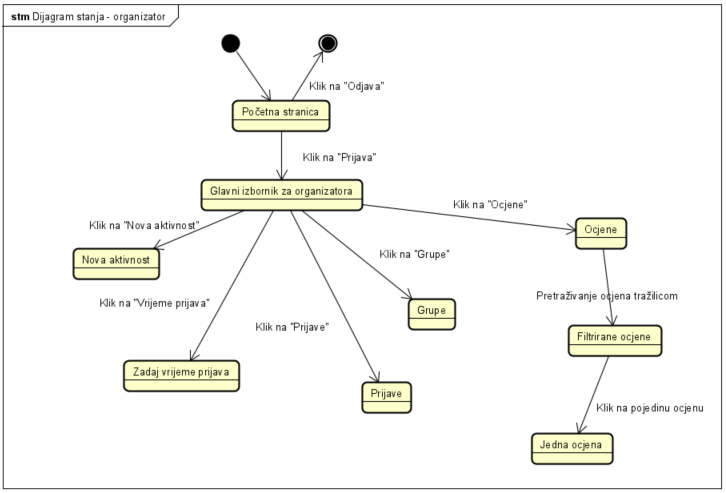 stm Dijagram stanja - organizator
Klik na "Odjava"
Početna stranica
Klik na "Prijava"
Glavni izbornik za organizatora
Klik na "Ocjene"
Klik na "Nova aktivnost"
Ocjene
Klik na "Grupe"
Nova aktivnost
Pretraživanje ocjena tražilicom
Klik na "Vrijeme prijava"
Grupe
Klik na "Prijave"
Filtrirane ocjene
Zadaj vrijeme prijava
Prijave
Klik na pojedinu ocjenu
Jedna ocjena